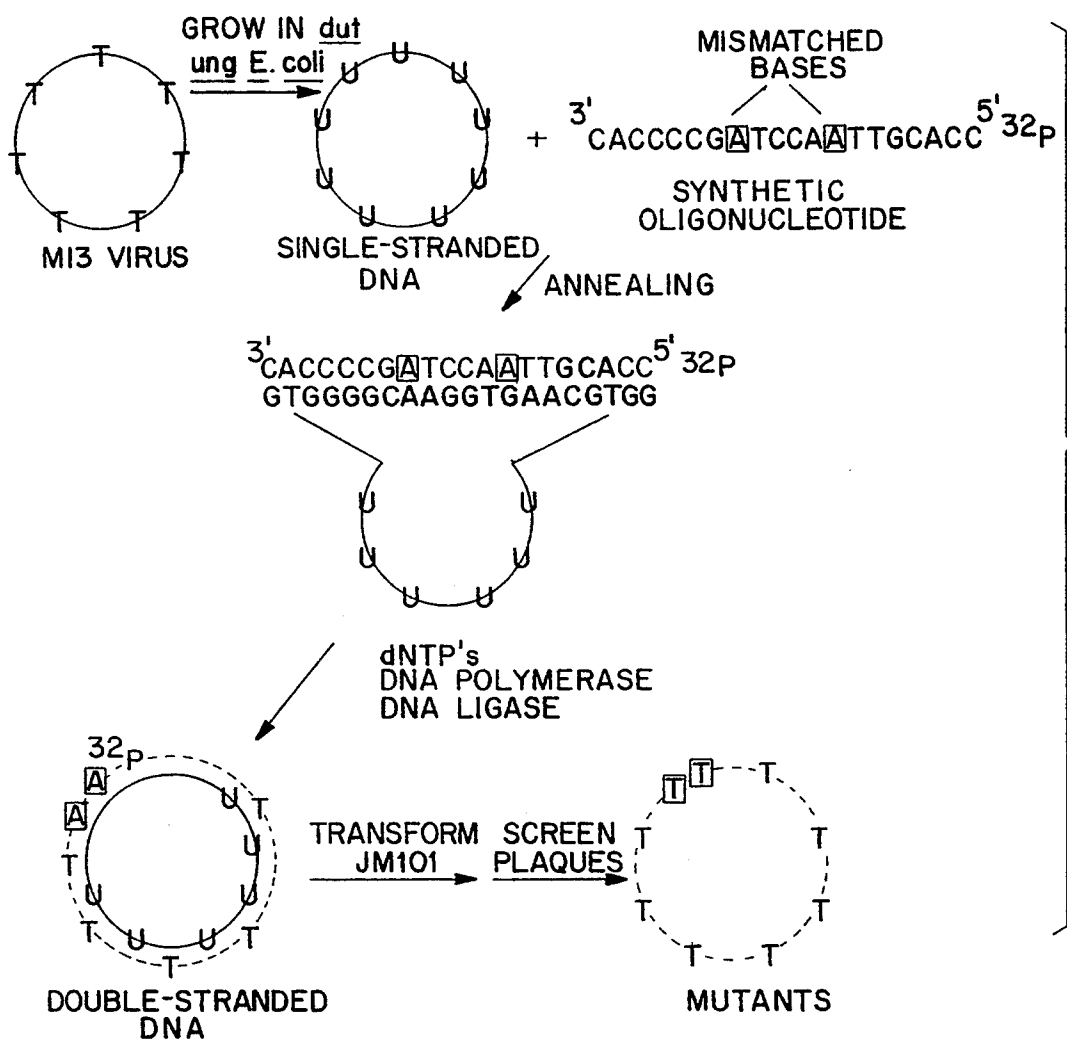 GROW IN dut
ung E. coli
T
T T
T T
T T
M13 VIRUS
U
U U
U U
U U
U U
SINGLE-STRANDED
DNA
+
MISMATCHED
BASES
3' CACCCCGATCCAATTGCACC 5' 32P
SYNTHETIC
OLIGONUCLEOTIDE
ANNEALING
3' CACCCCGATCCAATTGCACC 5' 32P
GTGGGGCAAGGTGAACGTGG
U U
U U
U U
dNTP's
DNA POLYMERASE
DNA LIGASE
32P
A
A
U T
T U
U U
T U U T
T
DOUBLE-STRANDED
DNA
TRANSFORM
JM101
SCREEN
PLAQUES
T T T
T T
T T
T T
MUTANTS